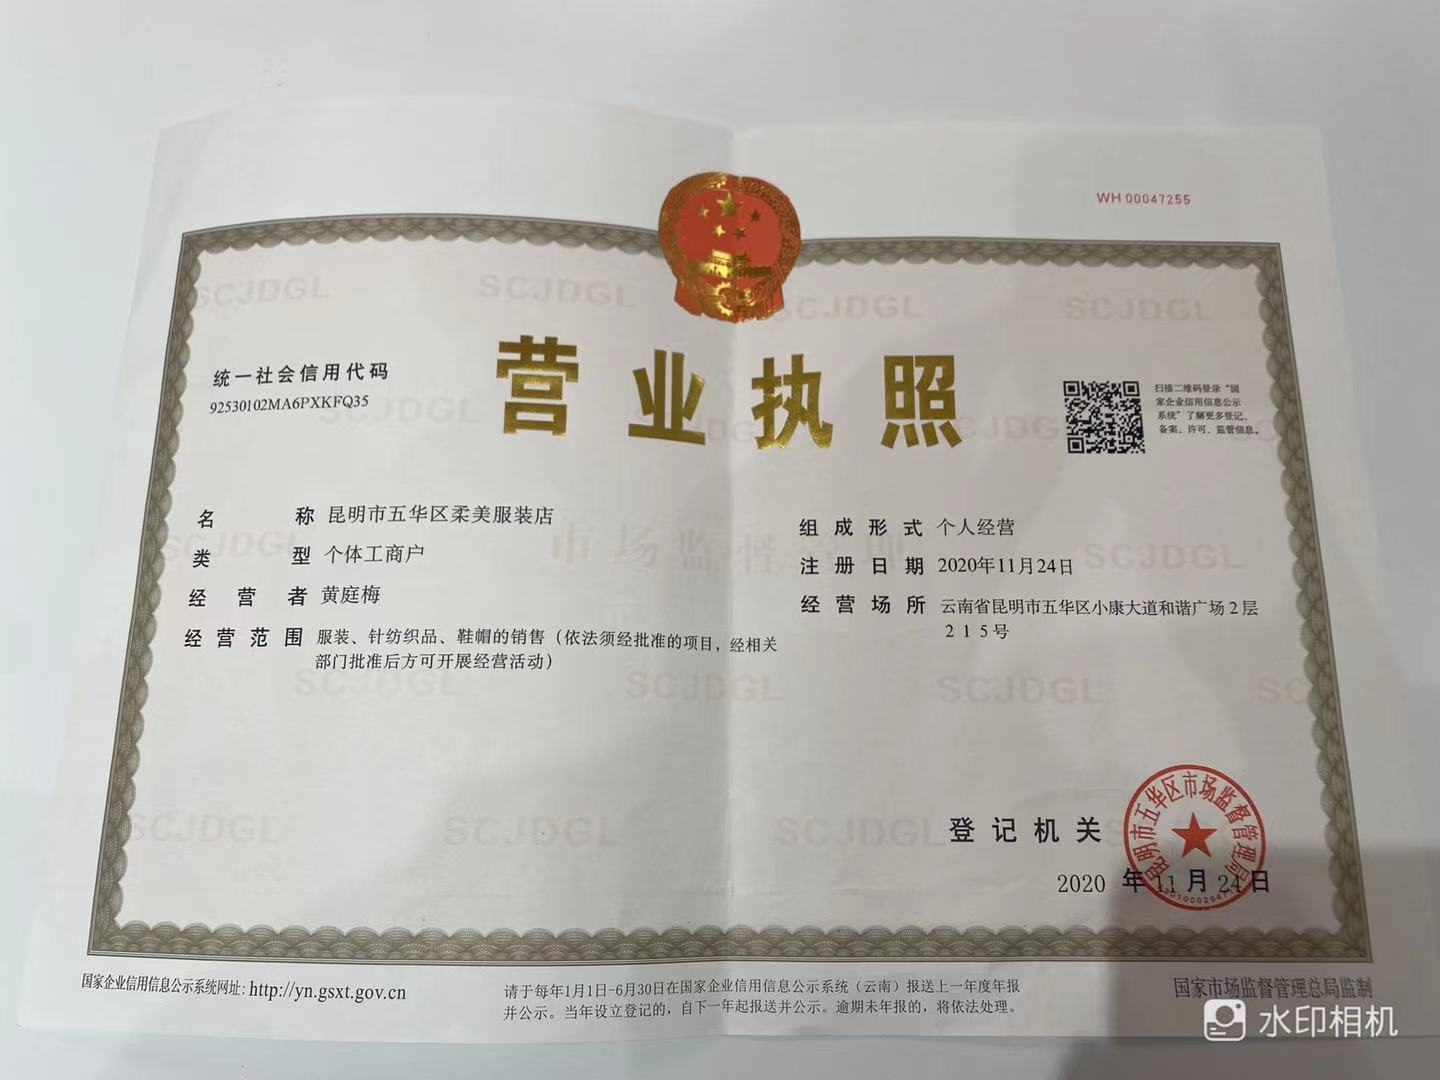 WH 00047255
营业执照
统一社会信用代码
92530102MA6PXKFQ35
扫描二维码登录“国
家企业信用信息公示
系统”了解更多登记、
备案、许可、监管信息。
名称 昆明市五华区柔美服装店
类型 个体工商户
经营者 黄庭梅
经营范围 服装、针纺织品、鞋帽的销售（依法须经批准的项目，经相关
部门批准后方可开展经营活动）
组成形式 个人经营
注册日期 2020年11月24日
经营场所 云南省昆明市五华区小康大道和谐广场2层
215号
登记机关
昆明市五华区市场监督管理局
2020 年 11 月 24 日
国家企业信用信息公示系统网址：http://yn.gsxt.gov.cn
请于每年1月1日-6月30日在国家企业信用信息公示系统（云南）报送上一年度年报
并公示。当年设立登记的，自下一年起报送并公示。逾期未年报的，将依法处理。
国家市场监督管理总局监制
水印相机
SCJDGL